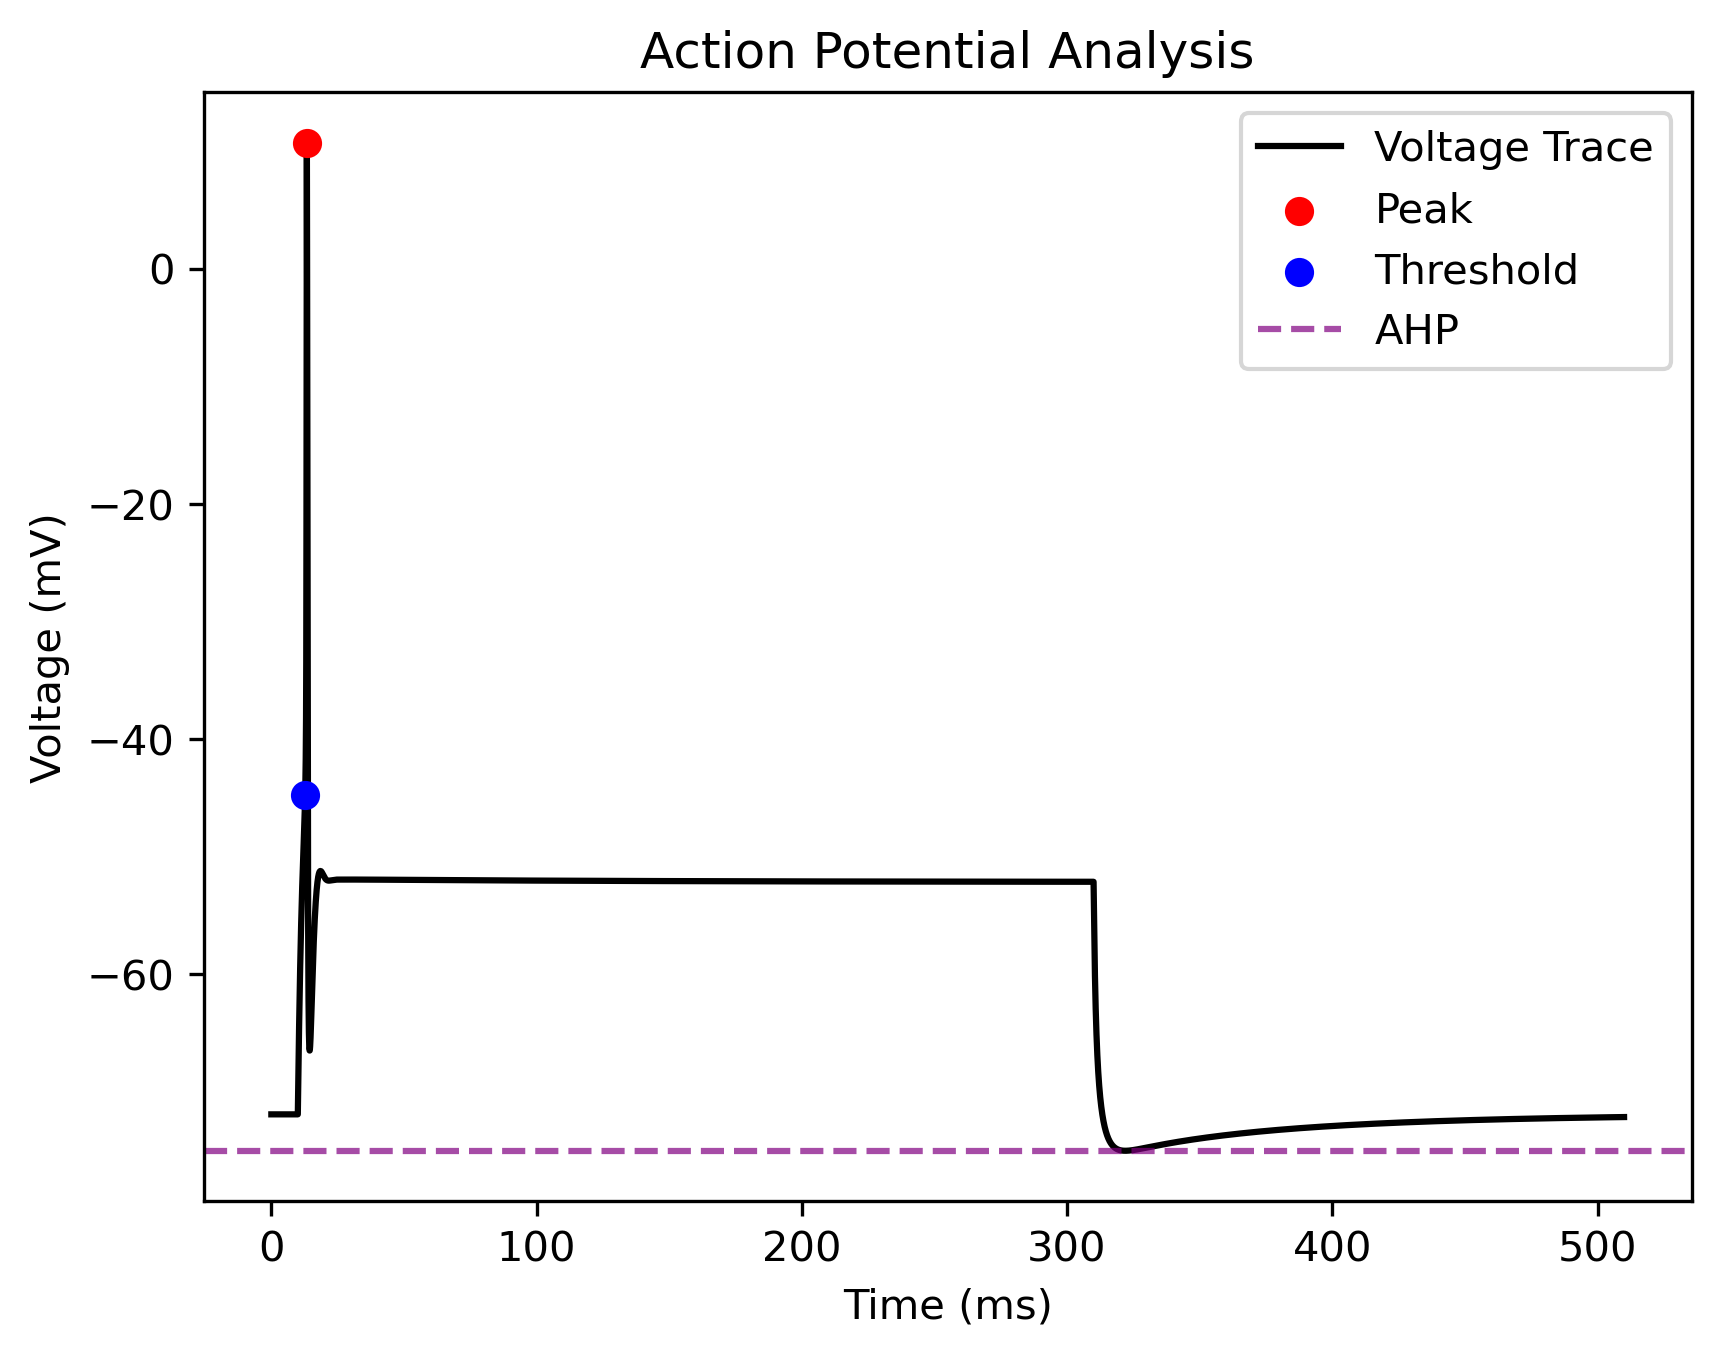 Action Potential Analysis
Voltage Trace
Peak
Threshold
AHP
Voltage (mV)
0
−20
−40
−60
0 100 200 300 400 500
Time (ms)